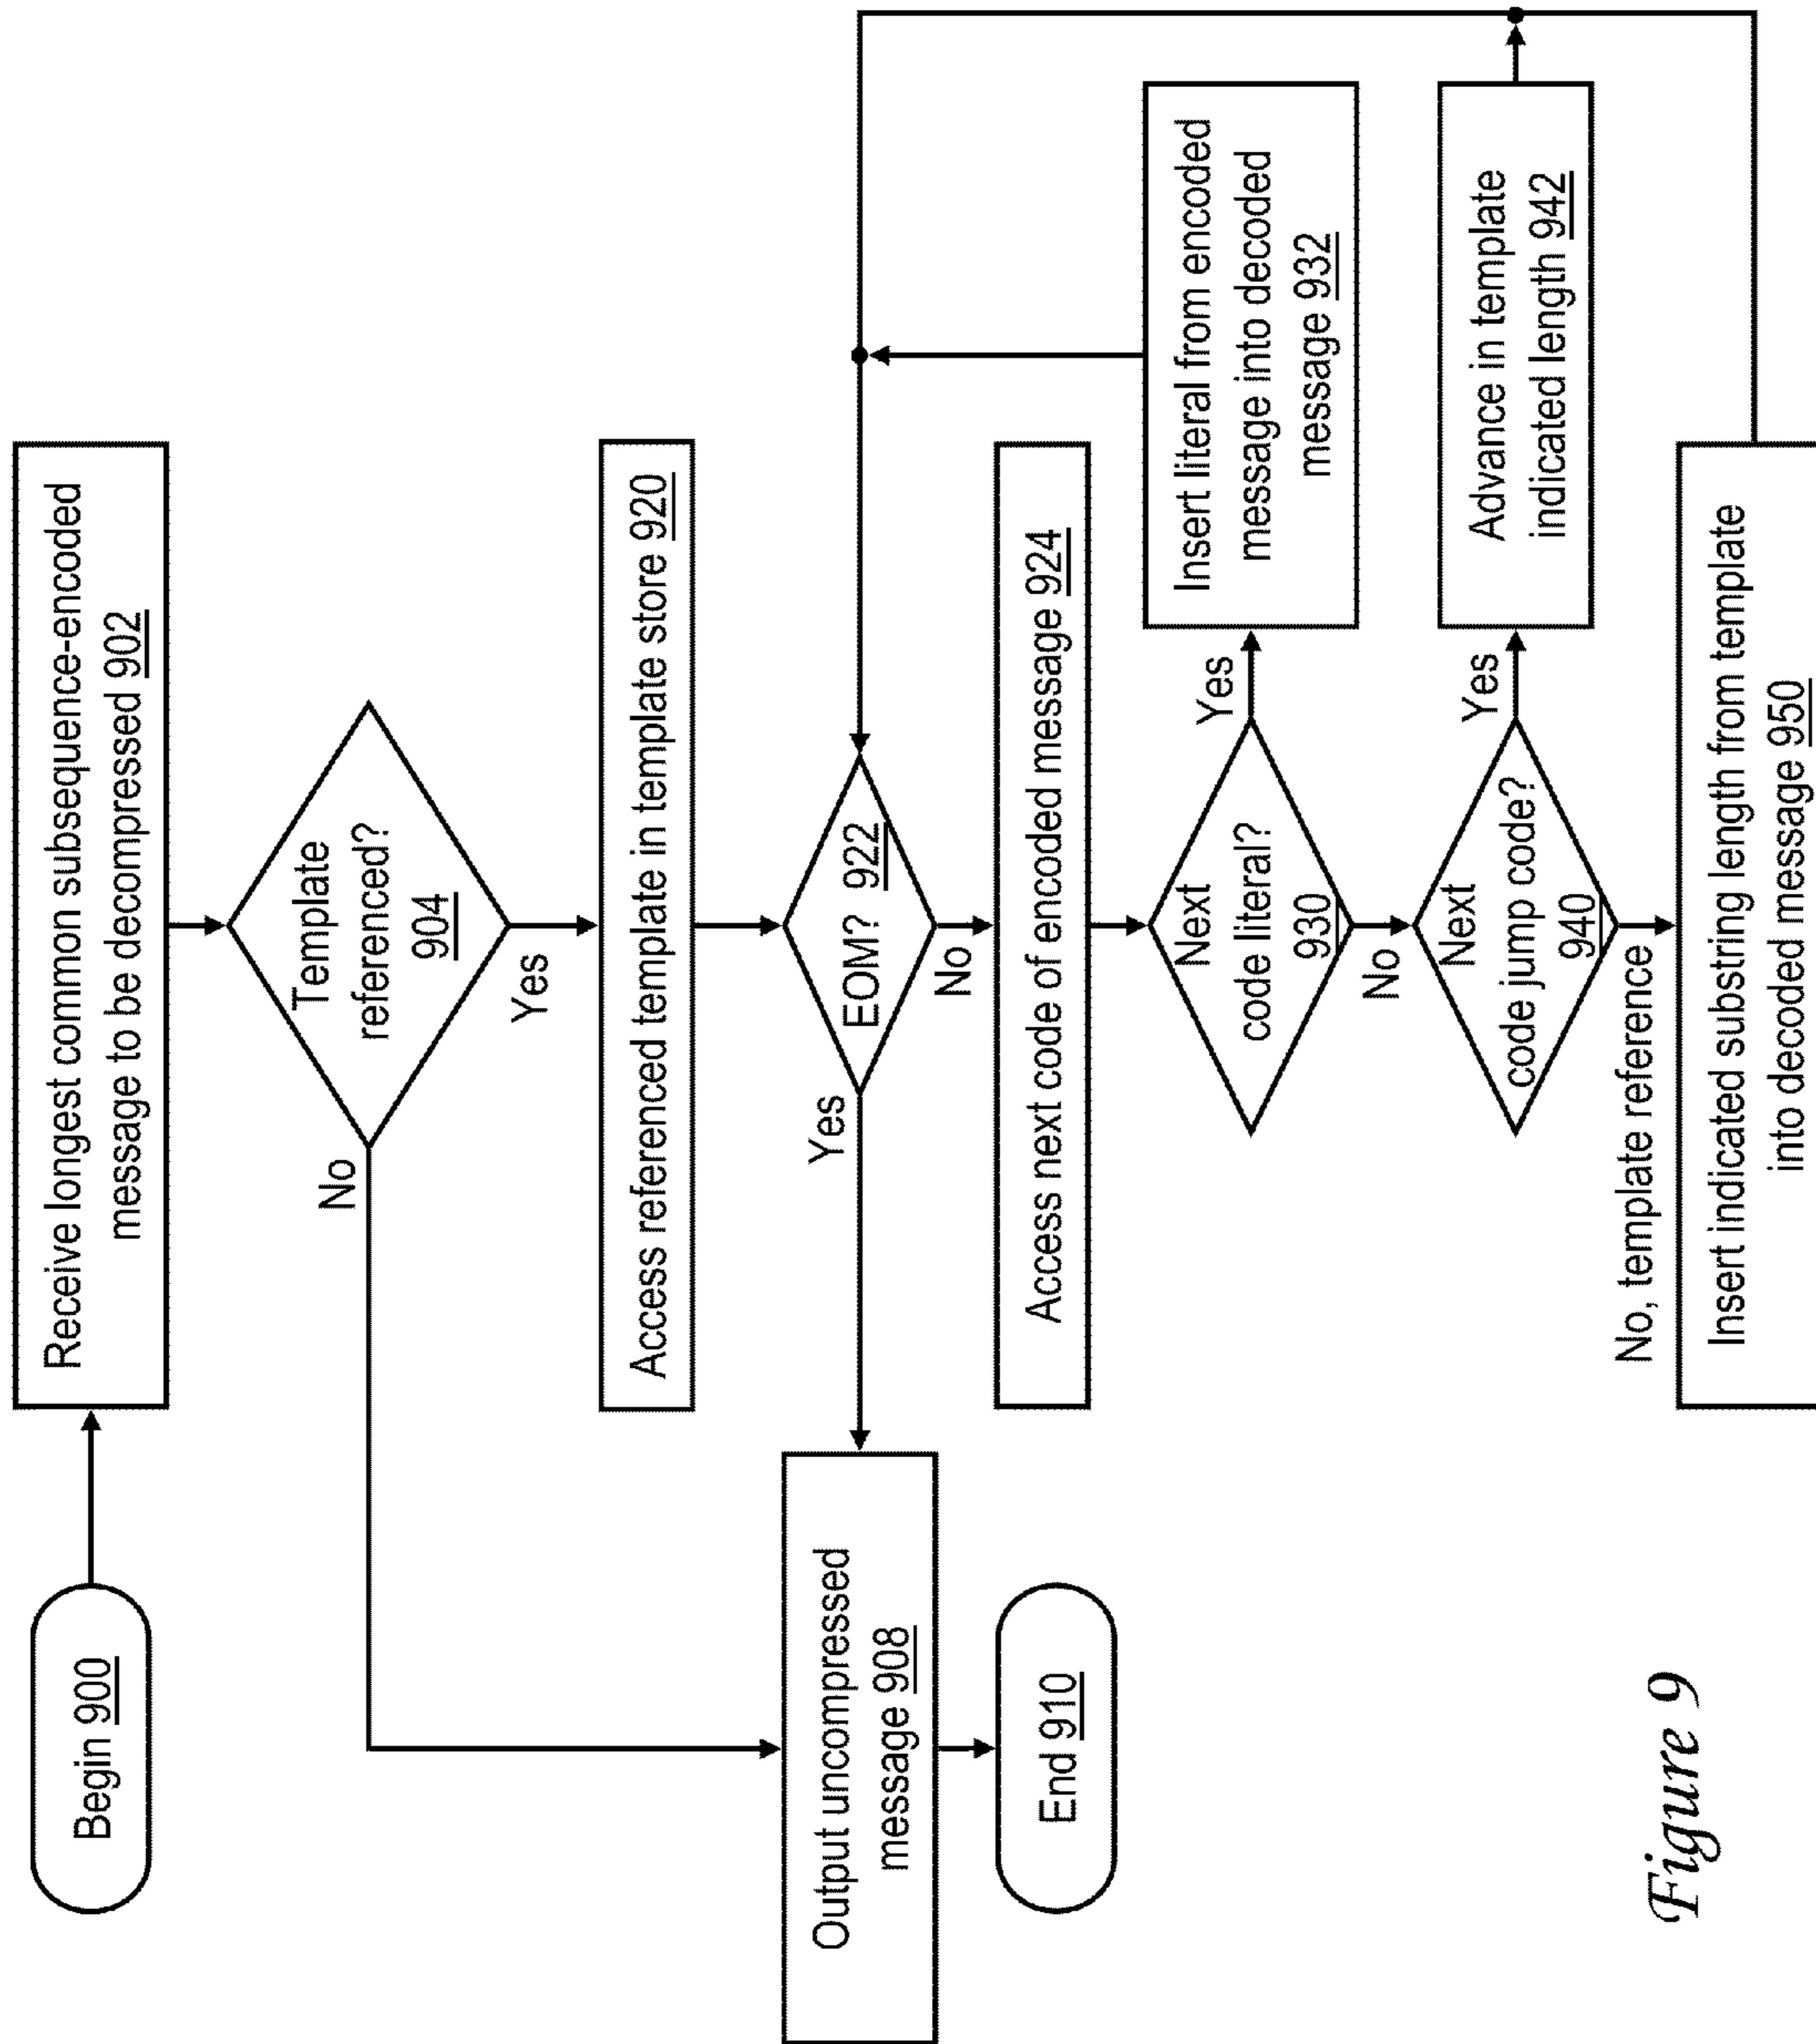 Begin 900
Receive longest common subsequence-encoded
message to be decompressed 902
Template
referenced?
904
No
Yes
Access referenced template in template store 920
EOM? 922
Yes
No
Output uncompressed
message 908
End 910
Access next code of encoded message 924
Next
code literal?
930
Yes
No
Insert literal from encoded
message into decoded
message 932
Next
code jump code?
940
Yes
Advance in template
indicated length 942
No, template reference
Insert indicated substring length from template
into decoded message 950
Figure 9